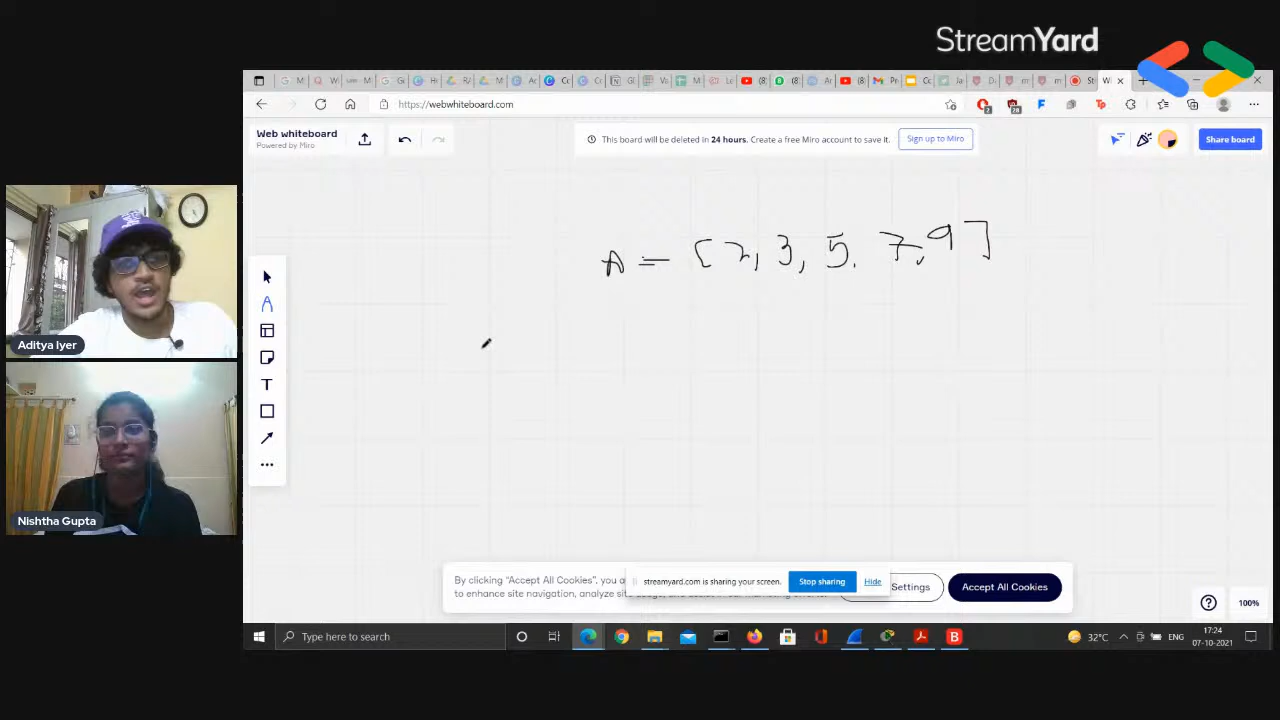 StreamYard
https://webwhiteboard.com
Web whiteboard
Powered by Miro
This board will be deleted in 24 hours. Create a free Miro account to save it.
Sign up to Miro
Share board
A = [2, 3, 5, 7, 9]
Aditya Iyer
T
Nishtha Gupta
By clicking “Accept All Cookies”, you
to enhance site navigation, analyze
streamyard.com is sharing your screen.
Stop sharing
Hide
Settings
Accept All Cookies
100%
Type here to search
32°C
ENG
17:24
07-10-2021